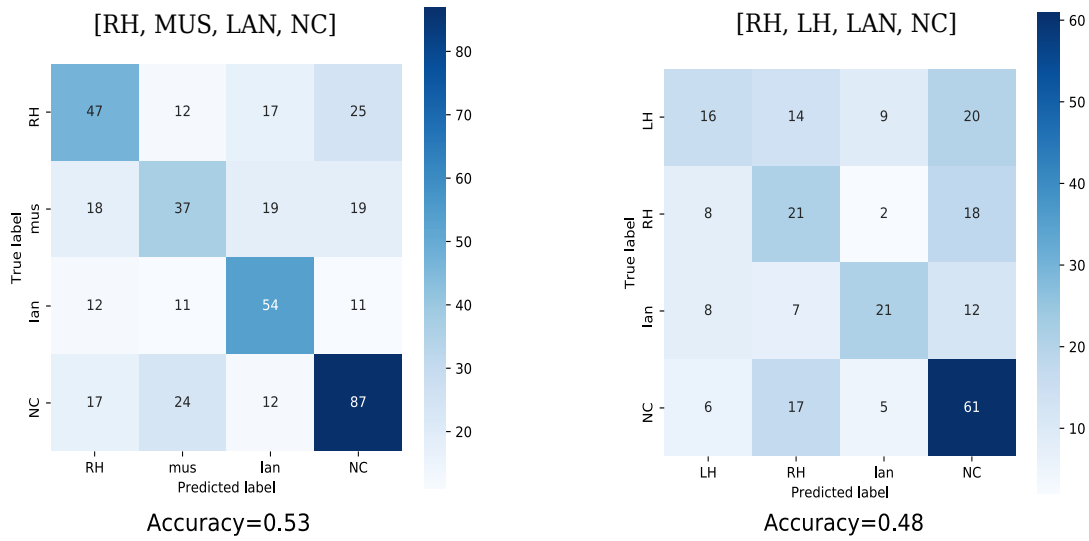 [RH, MUS, LAN, NC]
RH 47 12 17 25
mus 18 37 19 19
lan 12 11 54 11
NC 17 24 12 87
RH mus lan NC
True label
Predicted label
80
70
60
50
40
30
20
Accuracy=0.53
[RH, LH, LAN, NC]
LH 16 14 9 20
RH 8 21 2 18
lan 8 7 21 12
NC 6 17 5 61
LH RH lan NC
True label
Predicted label
60
50
40
30
20
10
Accuracy=0.48